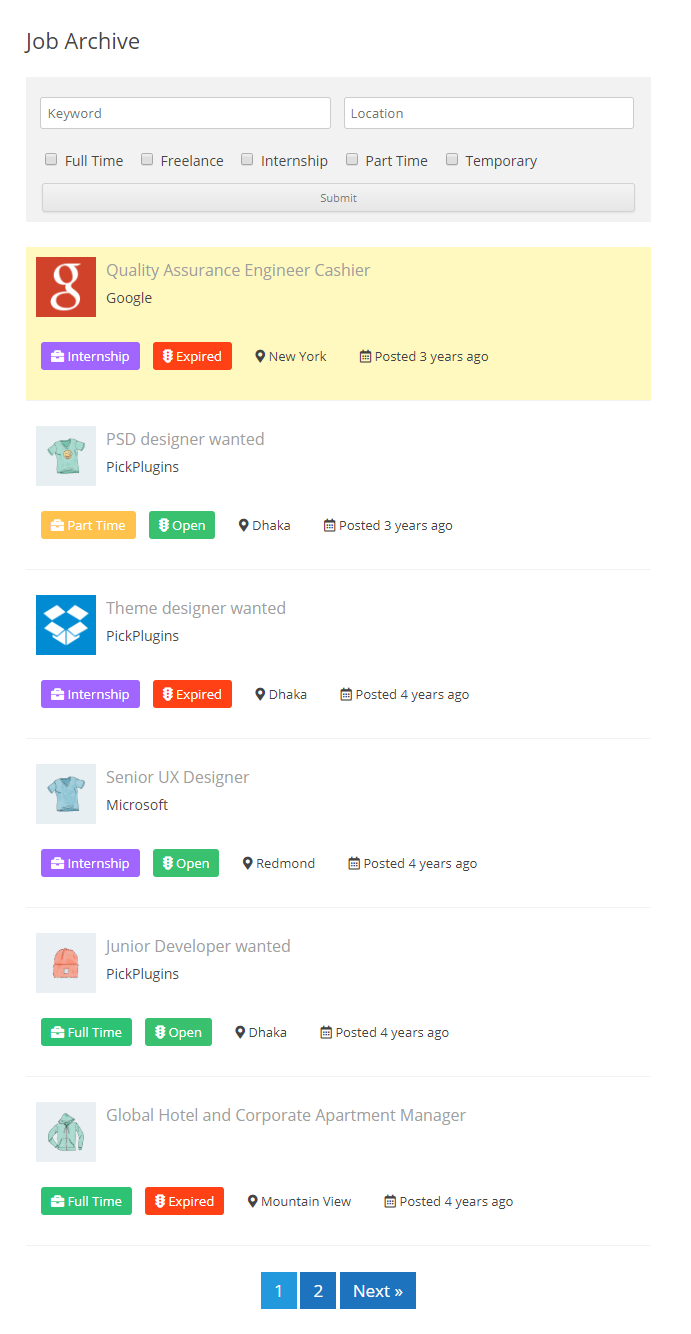 Job Archive
Keyword Location
Full Time Freelance Internship Part Time Temporary
Submit
g
Quality Assurance Engineer Cashier
Google
Internship Expired New York Posted 3 years ago
PSD designer wanted
PickPlugins
Part Time Open Dhaka Posted 3 years ago
Theme designer wanted
PickPlugins
Internship Expired Dhaka Posted 4 years ago
Senior UX Designer
Microsoft
Internship Open Redmond Posted 4 years ago
Junior Developer wanted
PickPlugins
Full Time Open Dhaka Posted 4 years ago
Global Hotel and Corporate Apartment Manager
Full Time Expired Mountain View Posted 4 years ago
1 2 Next »